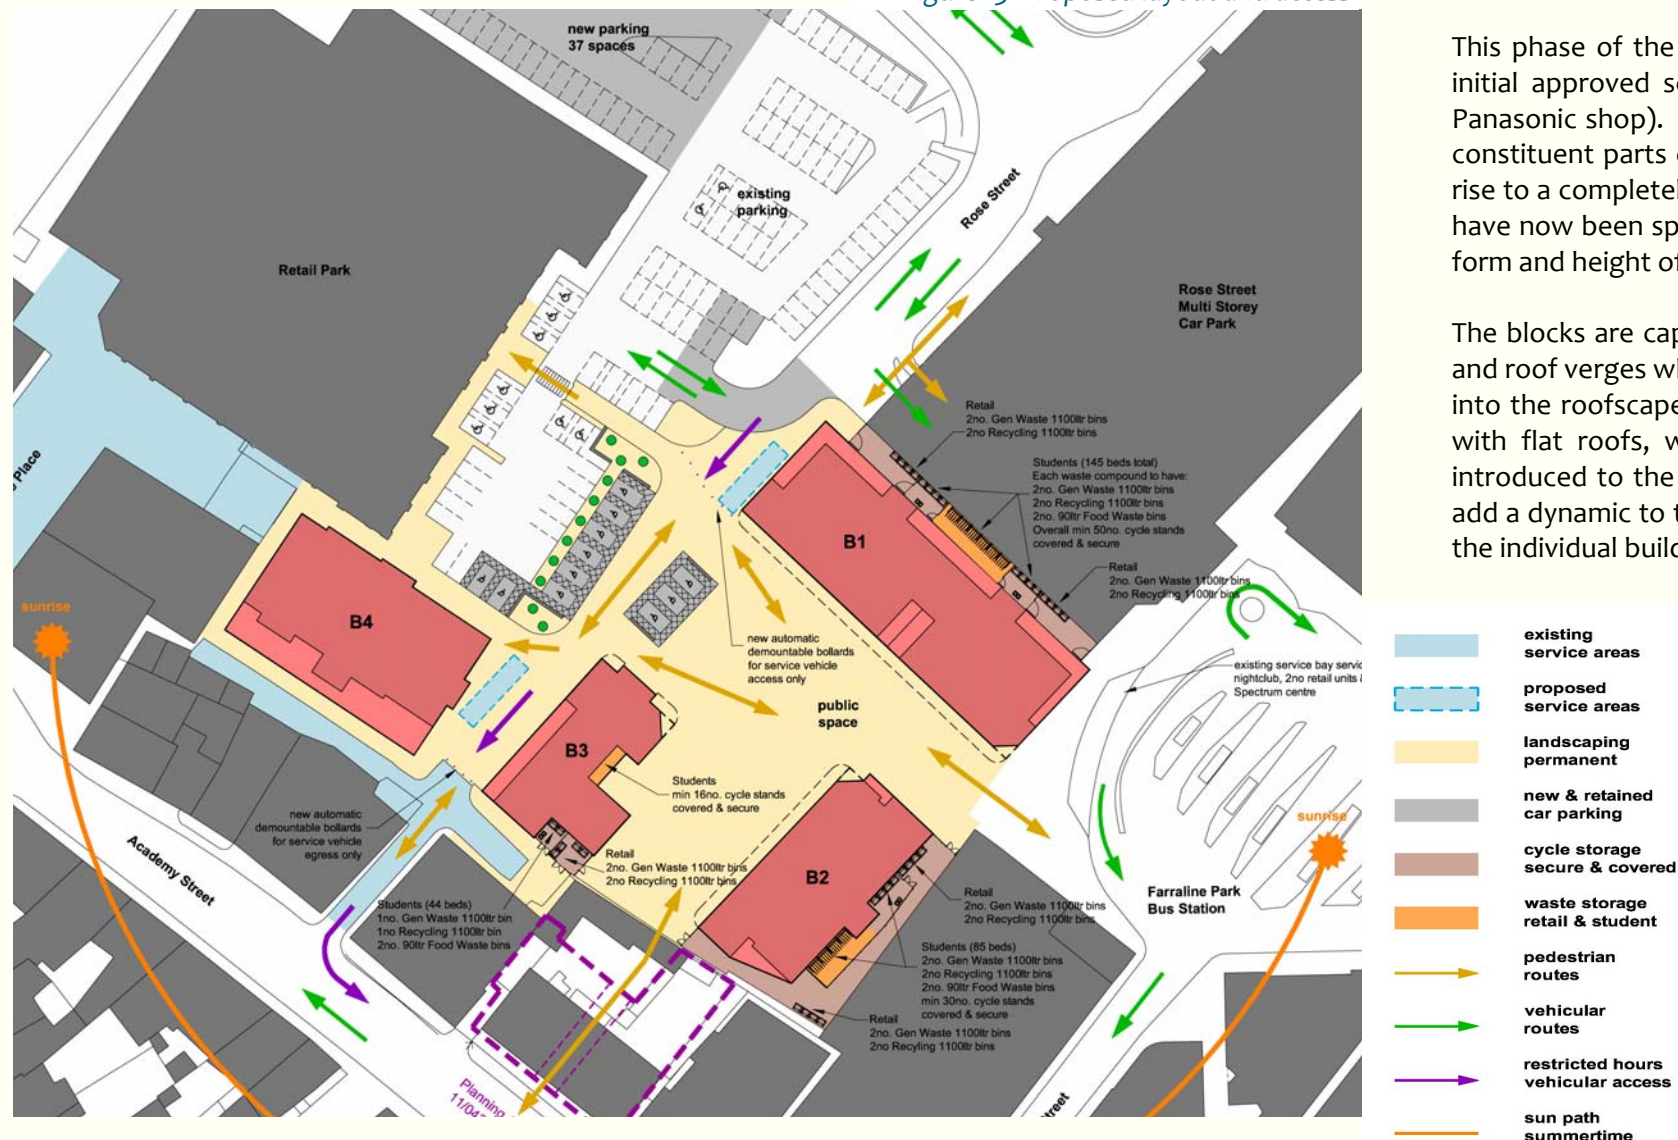 new parking
37 spaces
existing
parking
Rose Street
Retail Park
Rose Street
Multi Storey
Car Park
Place
Retail
2no. Gen Waste 1100ltr bins
2no Recycling 1100ltr bins
Students (145 beds total)
Each waste compound to have:
2no. Gen Waste 1100ltr bins
2no Recycling 1100ltr bins
2no. 90ltr Food Waste bins
Overall min 50no. cycle stands
covered & secure
Retail
2no. Gen Waste 1100ltr bins
2no Recycling 1100ltr bins
B1
B4
sunrise
new automatic
demountable bollards
for service vehicle
access only
existing service bay
nightclub, 2no retail units
Spectrum centre
public
space
B3
Students
min 16no. cycle stands
covered & secure
new automatic
demountable bollards
for service vehicle
egress only
sunrise
Academy Street
Retail
2no. Gen Waste 1100ltr bins
2no Recycling 1100ltr bins
B2
Farraline Park
Bus Station
Retail
2no. Gen Waste 1100ltr bins
2no Recycling 1100ltr bins
Students (44 beds)
1no. Gen Waste 1100ltr bin
1no Recycling 1100ltr bin
2no. 90ltr Food Waste bins
Students (85 beds)
2no. Gen Waste 1100ltr bins
2no Recycling 1100ltr bins
2no. 90ltr Food Waste bins
min 30no. cycle stands
covered & secure
Retail
2no. Gen Waste 1100ltr bins
2no Recyling 1100ltr bins
Planning
11/04
This phase of the
initial approved
Panasonic shop).
constituent parts
rise to a
have now been
form and height
The blocks are
and roof verges
into the roofscape
with flat roofs,
introduced to the
add a dynamic to
the individual
existing
service areas
proposed
service areas
landscaping
permanent
new & retained
car parking
cycle storage
secure & covered
waste storage
retail & student
pedestrian
routes
vehicular
routes
restricted hours
vehicular access
sun path
summertime